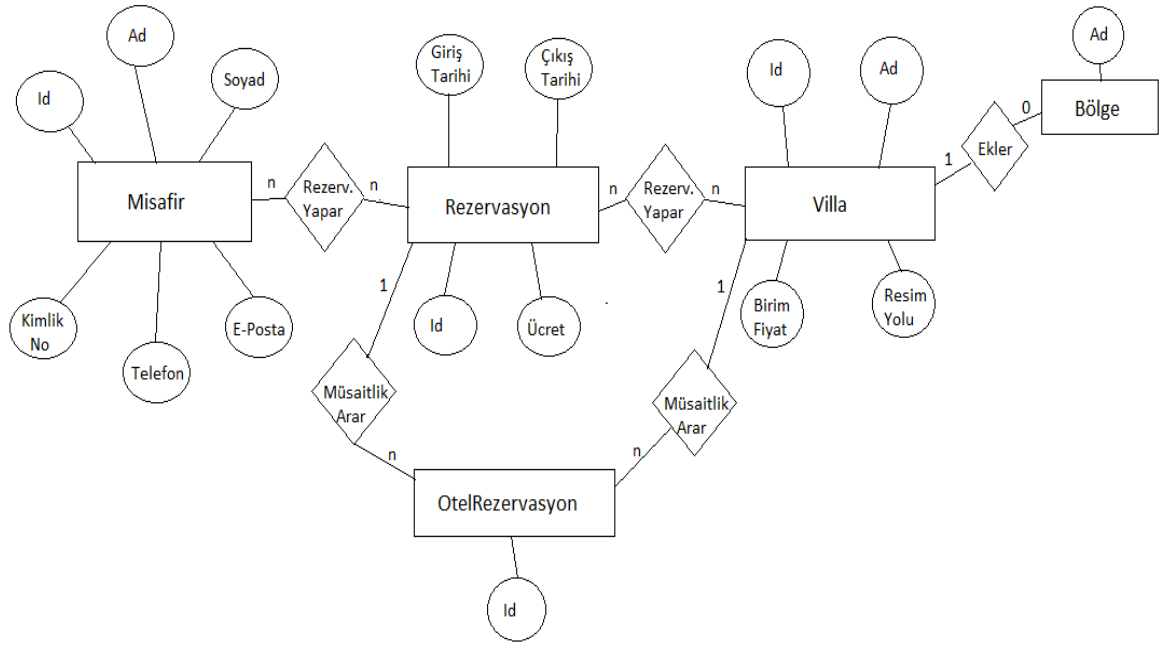 Ad
Ad
Giriş
Tarihi
Çıkış
Tarihi
Id
Ad
Soyad
Id
0
Bölge
1
Ekler
Misafir
n
Rezerv.
Yapar
n
Rezervasyon
n
Rezerv.
Yapar
n
Villa
1
1
Kimlik
No
Telefon
E-Posta
Id
Ücret
Birim
Fiyat
Resim
Yolu
Müsaitlik
Arar
Müsaitlik
Arar
n
n
OtelRezervasyon
Id